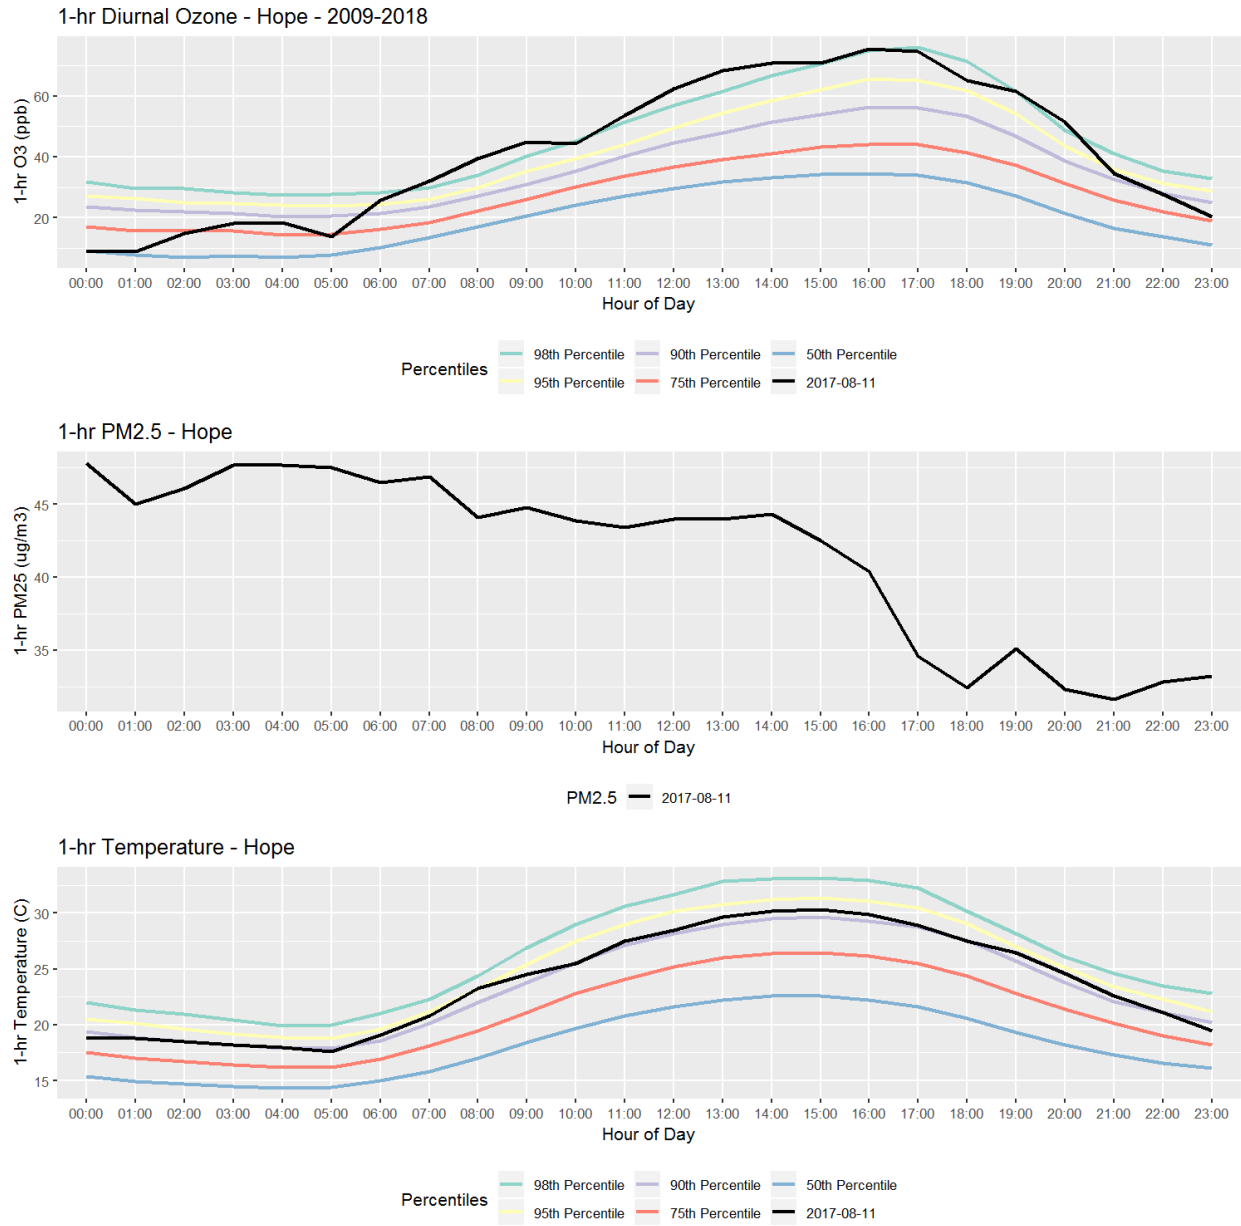 1-hr Diurnal Ozone - Hope - 2009-2018
1-hr O3 (ppb)
60
40
20
00:00 01:00 02:00 03:00 04:00 05:00 06:00 07:00 08:00 09:00 10:00 11:00 12:00 13:00 14:00 15:00 16:00 17:00 18:00 19:00 20:00 21:00 22:00 23:00
Hour of Day
Percentiles
98th Percentile 90th Percentile 50th Percentile
95th Percentile 75th Percentile 2017-08-11
1-hr PM2.5 - Hope
1-hr PM25 (ug/m3)
45
40
35
00:00 01:00 02:00 03:00 04:00 05:00 06:00 07:00 08:00 09:00 10:00 11:00 12:00 13:00 14:00 15:00 16:00 17:00 18:00 19:00 20:00 21:00 22:00 23:00
Hour of Day
PM2.5 2017-08-11
1-hr Temperature - Hope
1-hr Temperature (C)
30
25
20
15
00:00 01:00 02:00 03:00 04:00 05:00 06:00 07:00 08:00 09:00 10:00 11:00 12:00 13:00 14:00 15:00 16:00 17:00 18:00 19:00 20:00 21:00 22:00 23:00
Hour of Day
Percentiles
98th Percentile 90th Percentile 50th Percentile
95th Percentile 75th Percentile 2017-08-11